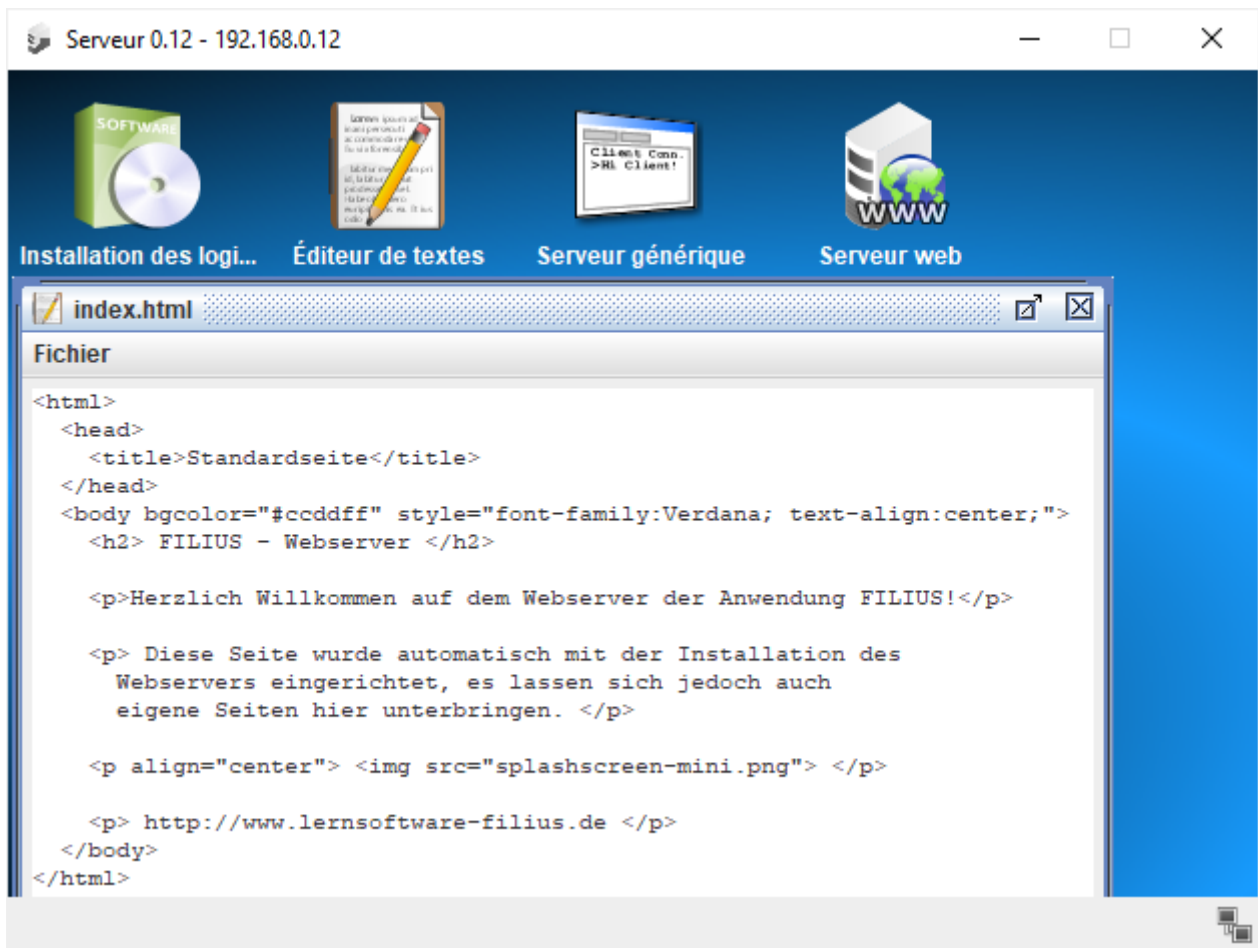 Serveur 0.12 - 192.168.0.12
SOFTWARE
Client Conn.
>Hi Client!
WWW
Installation des logi...
Éditeur de textes
Serveur générique
Serveur web
index.html
Fichier
<html>
<head>
<title>Standardseite</title>
</head>
<body bgcolor="#ccddff" style="font-family:Verdana; text-align:center;">
<h2> FILIUS - Webserver </h2>
<p>Herzlich Willkommen auf dem Webserver der Anwendung FILIUS!</p>
<p> Diese Seite wurde automatisch mit der Installation des
Webservers eingerichtet, es lassen sich jedoch auch
eigene Seiten hier unterbringen. </p>
<p align="center"> <img src="splashscreen-mini.png"> </p>
<p> http://www.lernsoftware-filius.de </p>
</body>
</html>